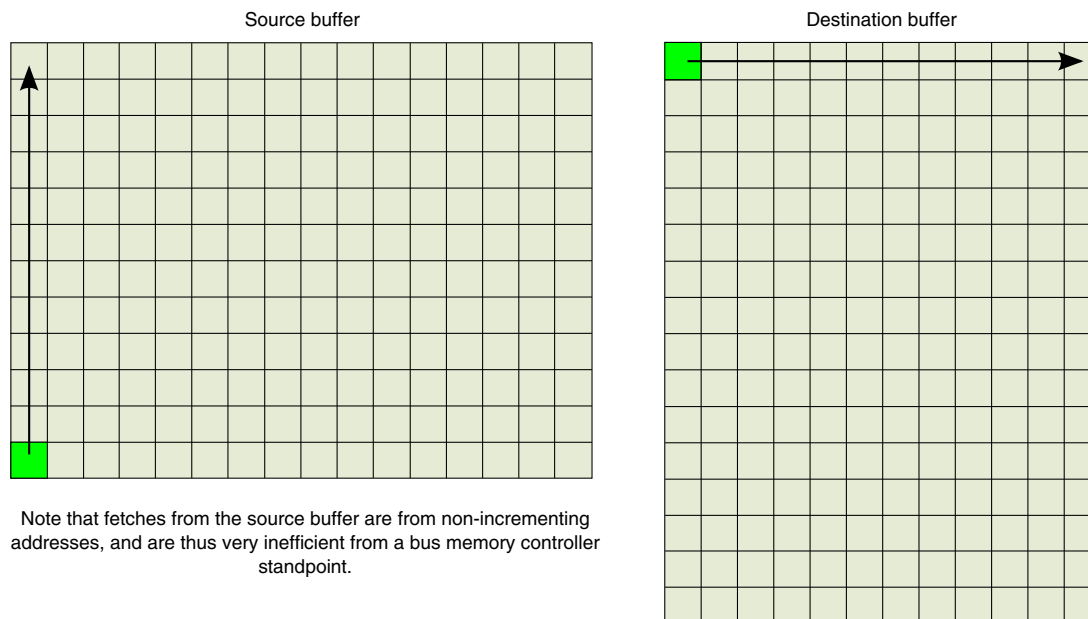 Source buffer
Destination buffer
Note that fetches from the source buffer are from non-incrementing
addresses, and are thus very inefficient from a bus memory controller
standpoint.